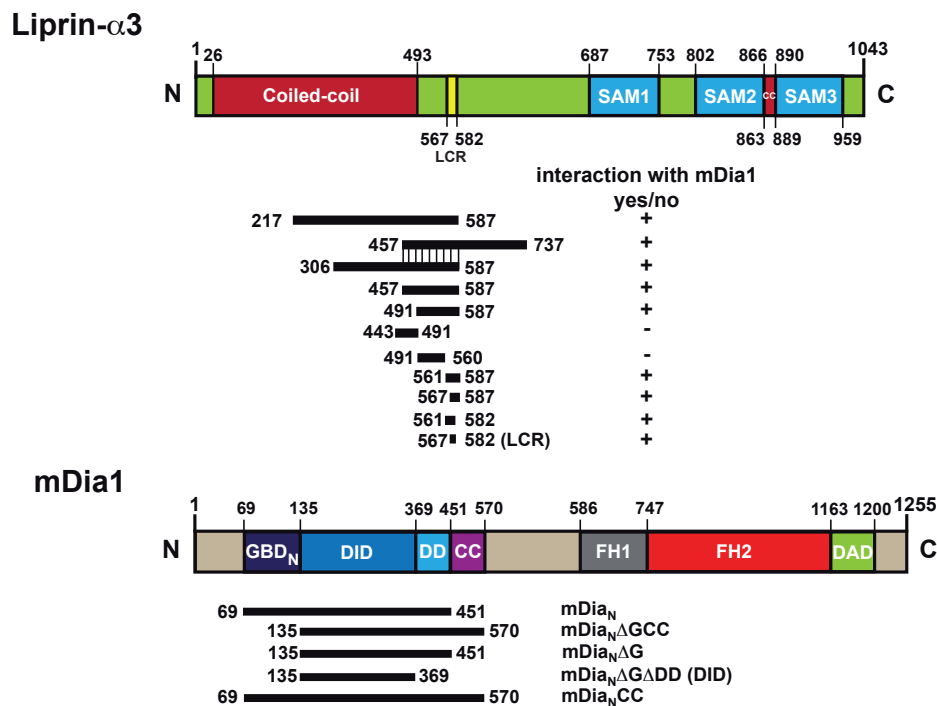 Liprin-α3
1 26 493 687 753 802 866 890 1043
N Coiled-coil SAM1 SAM2 CC SAM3 C
567 582 863 889 959
LCR
interaction with mDia1
yes/no
217 587 +
457 737 +
306 587 +
457 587 +
491 587 +
443 491 -
491 560 -
561 587 +
567 587 +
561 582 +
567 582 (LCR) +
mDia1
1 69 135 369 451 570 586 747 1163 1200 1255
N GBDN DID DD CC FH1 FH2 DAD C
69 451 mDiaN
135 570 mDiaNΔGCC
135 451 mDiaNΔG
135 369 mDiaNΔGΔDD (DID)
69 570 mDiaNCC